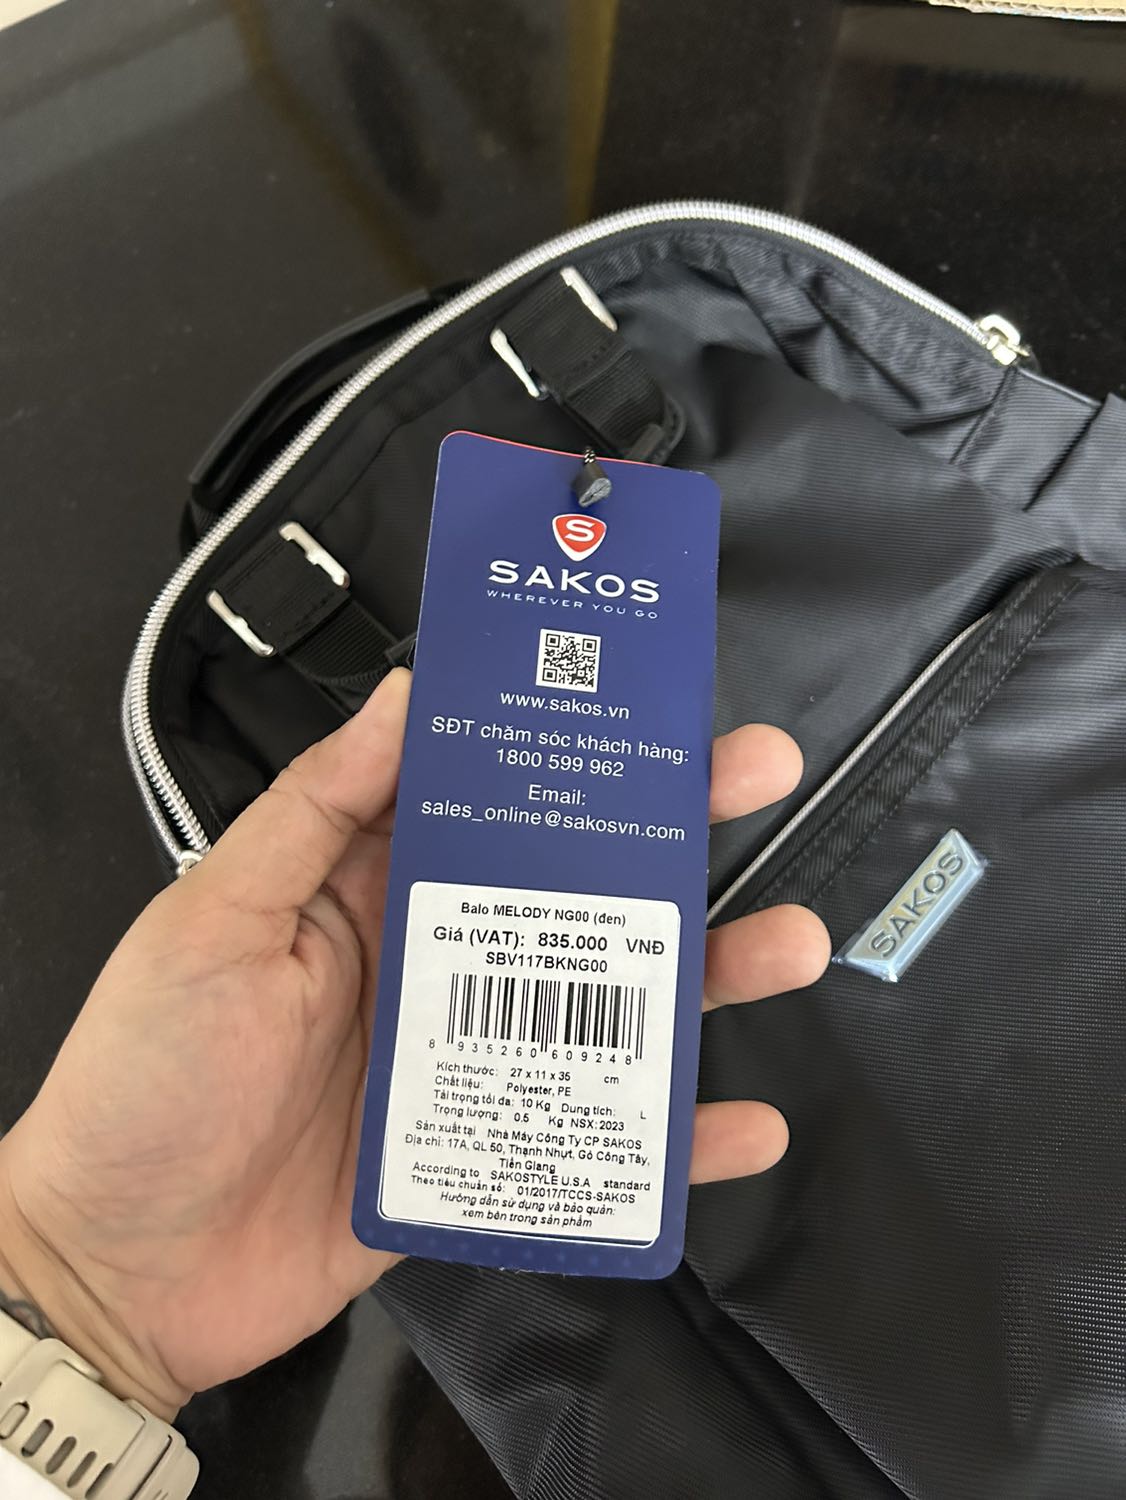 S
SAKOS
WHEREVER YOU GO
www.sakos.vn
SĐT chăm sóc khách hàng:
1800 599 962
Email:
sales_online@sakosvn.com
Balo MELODY NG00 (đen)
Giá (VAT): 835.000 VNĐ
SBV117BKNG00
8 935260 609248
Kích thước: 27 x 11 x 35 cm
Chất liệu: Polyester, PE
Tải trọng tối đa: 10 Kg Dung tích: L
Trọng lượng: 0.5 Kg NSX: 2023
Sản xuất tại Nhà Máy Công Ty CP SAKOS
Địa chỉ: 17A, QL 50, Thạnh Nhựt, Gò Công Tây,
Tiền Giang
According to SAKOSTYLE U.S.A standard
Theo tiêu chuẩn số: 01/2017/TCCS-SAKOS
Hướng dẫn sử dụng và bảo quản:
xem bên trong sản phẩm
SAKOS